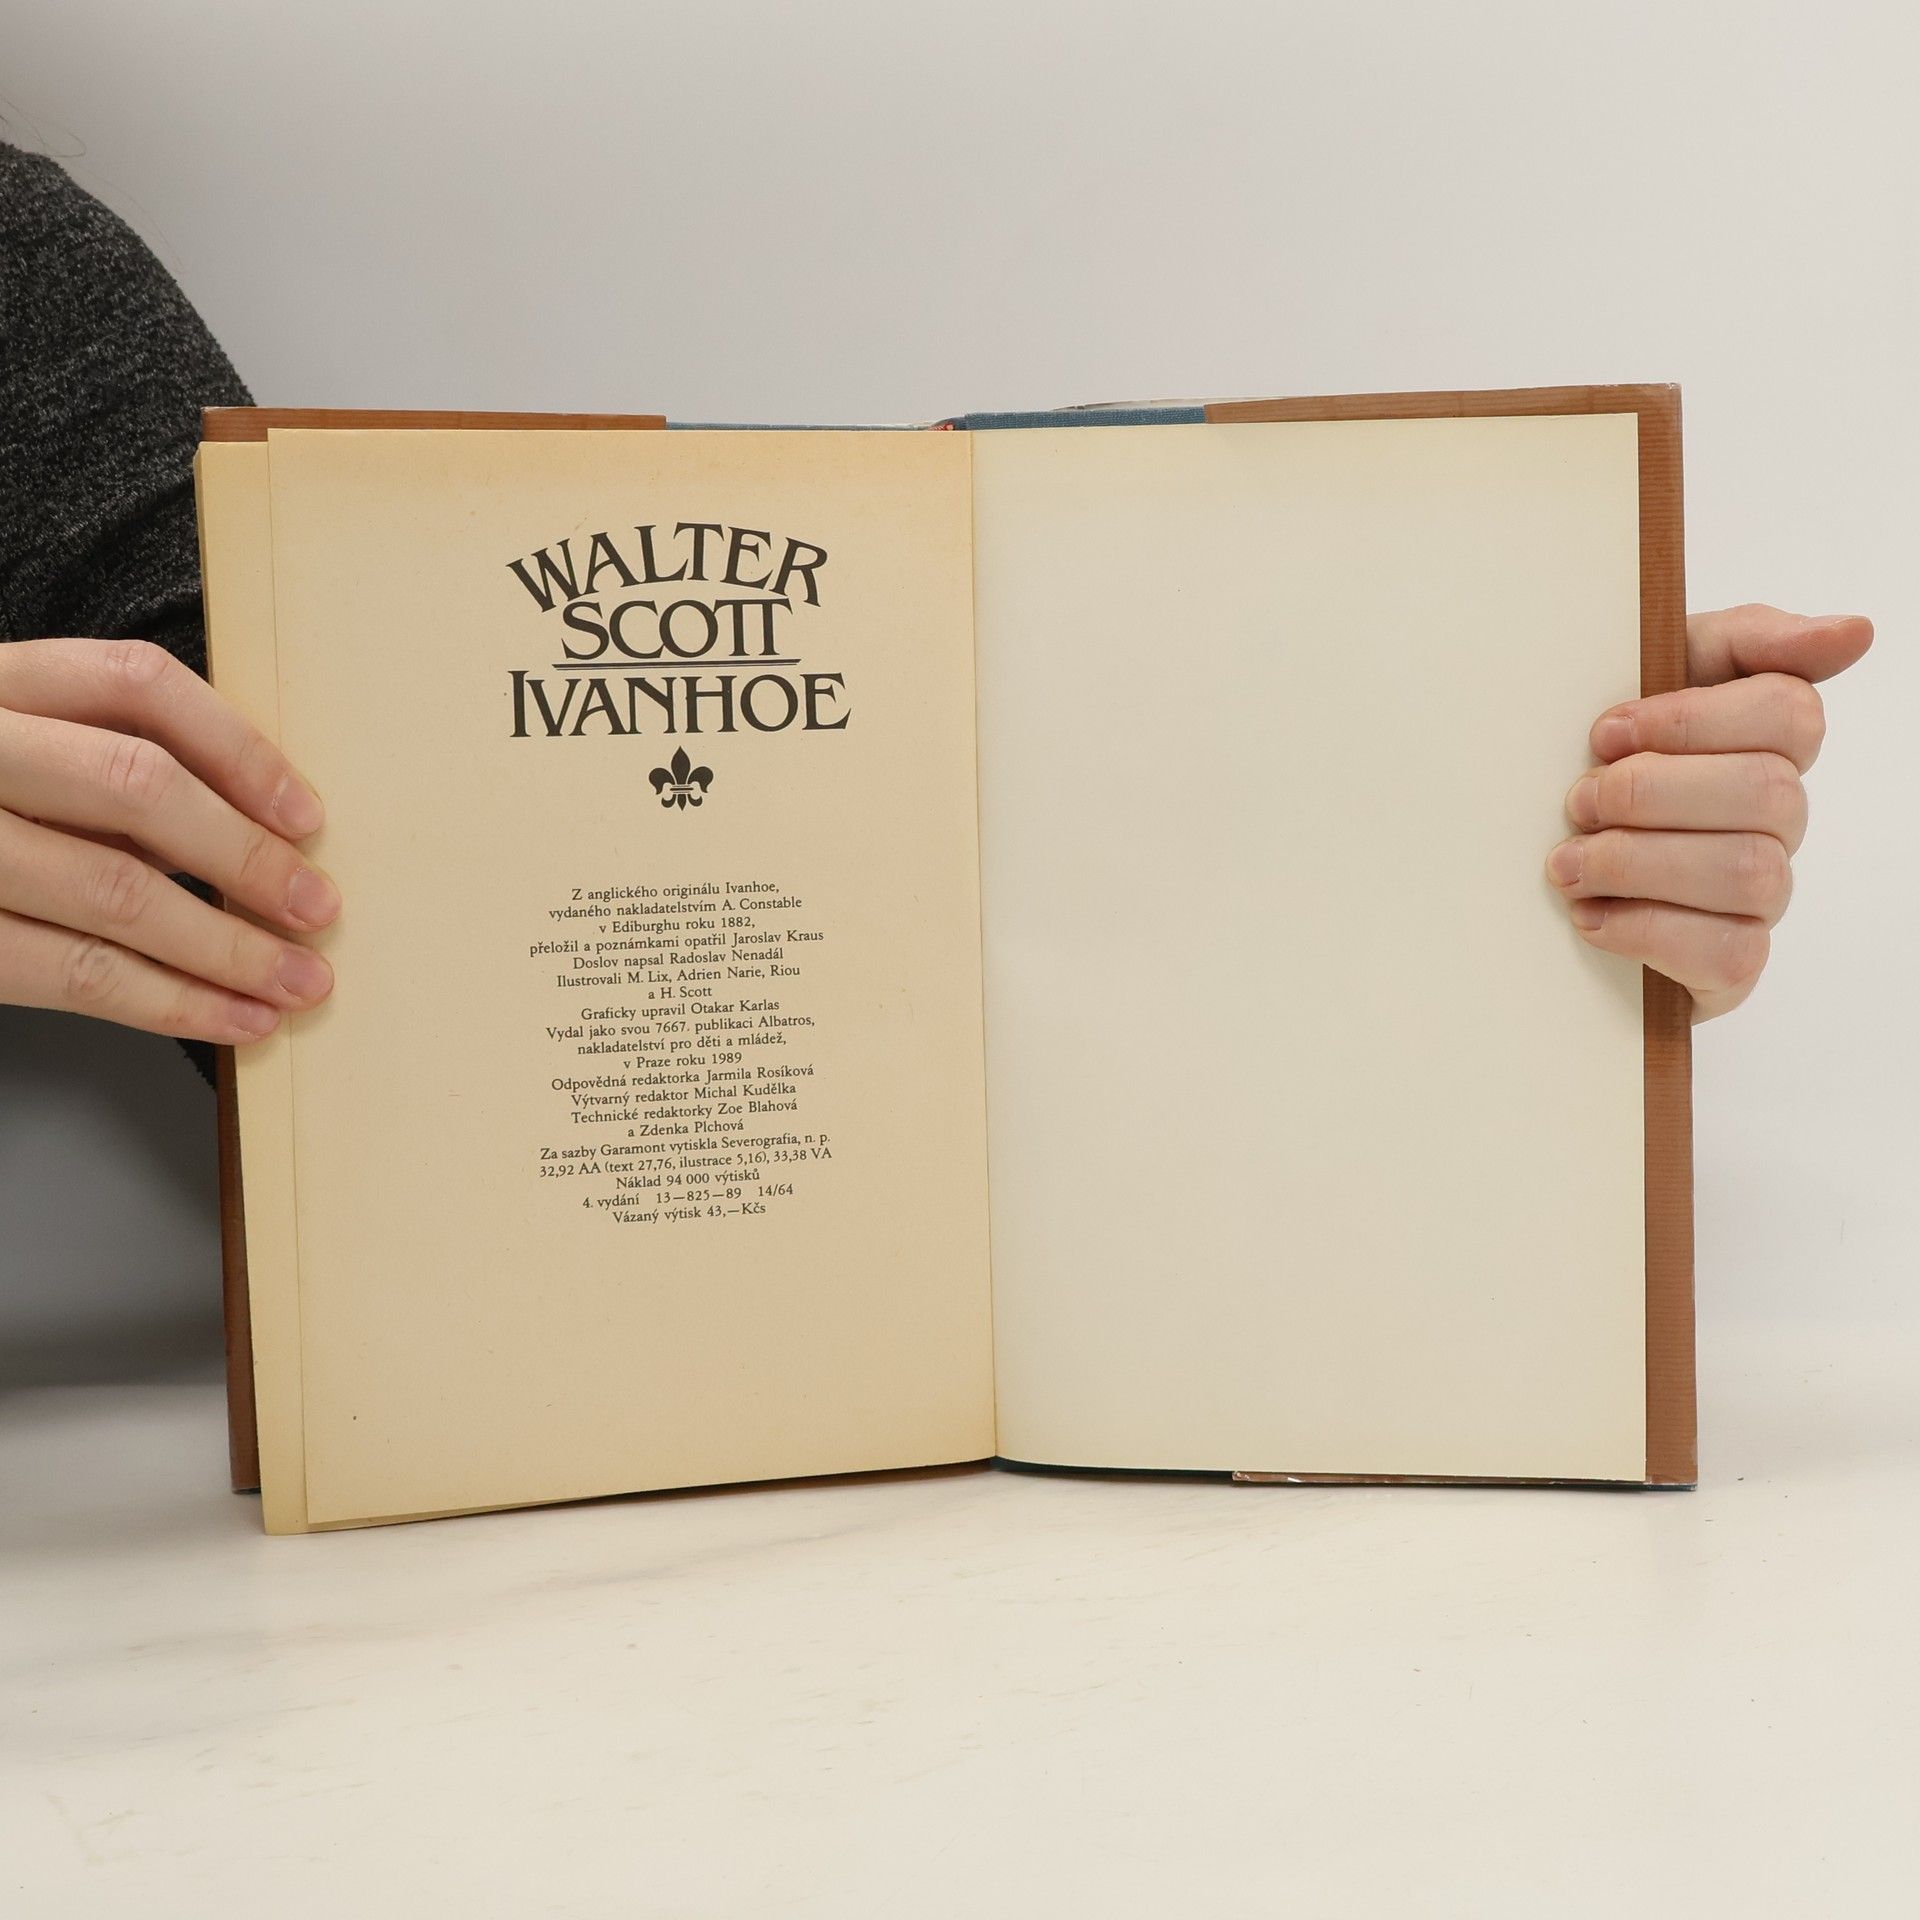 WALTER
SCOTT
IVANHOE
Z anglického originálu Ivanhoe,
vydaného nakladatelstvím A. Constable
v Ediburghu roku 1882,
přeložil a poznámkami opatřil Jaroslav Kraus
Doslov napsal Radoslav Nenadál
Ilustrovali M. Lix, Adrien Narie, Riou
a H. Scott
Graficky upravil Otakar Karlas
Vydal jako svou 7667. publikaci Albatros,
nakladatelství pro děti a mládež,
v Praze roku 1989
Odpovědná redaktorka Jarmila Rosíková
Výtvarný redaktor Michal Kudělka
Technické redaktorky Zoe Blahová
a Zdenka Plchová
Za sazby Garamont vytiskla Severografia, n. p.
32,92 AA (text 27,76, ilustrace 5,16), 33,38 VA
Náklad 94 000 výtisků
4. vydání 13—825—89 14/64
Vázaný výtisk 43,—Kčs